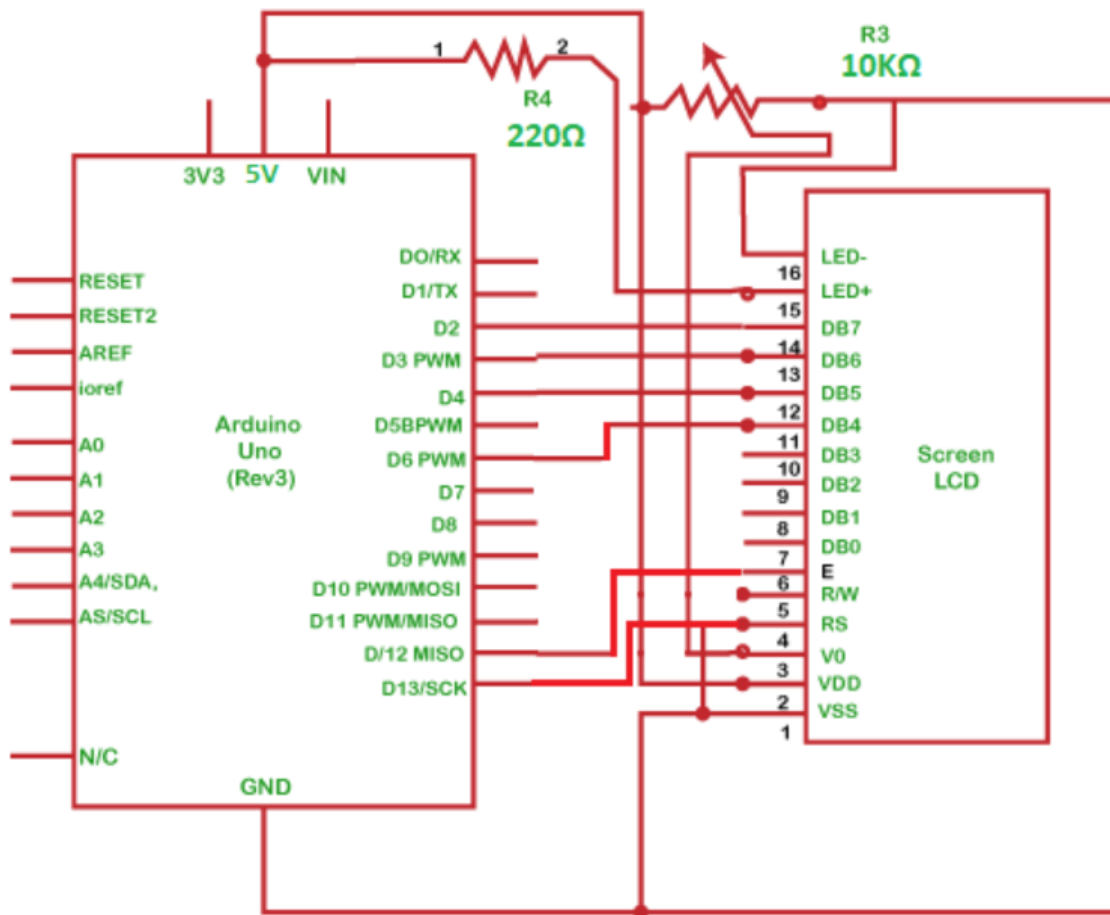 R3
10KΩ
1
2
R4
220Ω
3V3
5V
VIN
RESET
RESET2
AREF
ioref
A0
A1
A2
A3
A4/SDA,
AS/SCL
N/C
Arduino
Uno
(Rev3)
DO/RX
D1/TX
D2
D3 PWM
D4
D5BPWM
D6 PWM
D7
D8
D9 PWM
D10 PWM/MOSI
D11 PWM/MISO
D/12 MISO
D13/SCK
GND
16
15
14
13
12
11
10
9
8
7
6
5
4
3
2
1
LED-
LED+
DB7
DB6
DB5
DB4
DB3
DB2
DB1
DB0
E
R/W
RS
V0
VDD
VSS
Screen
LCD